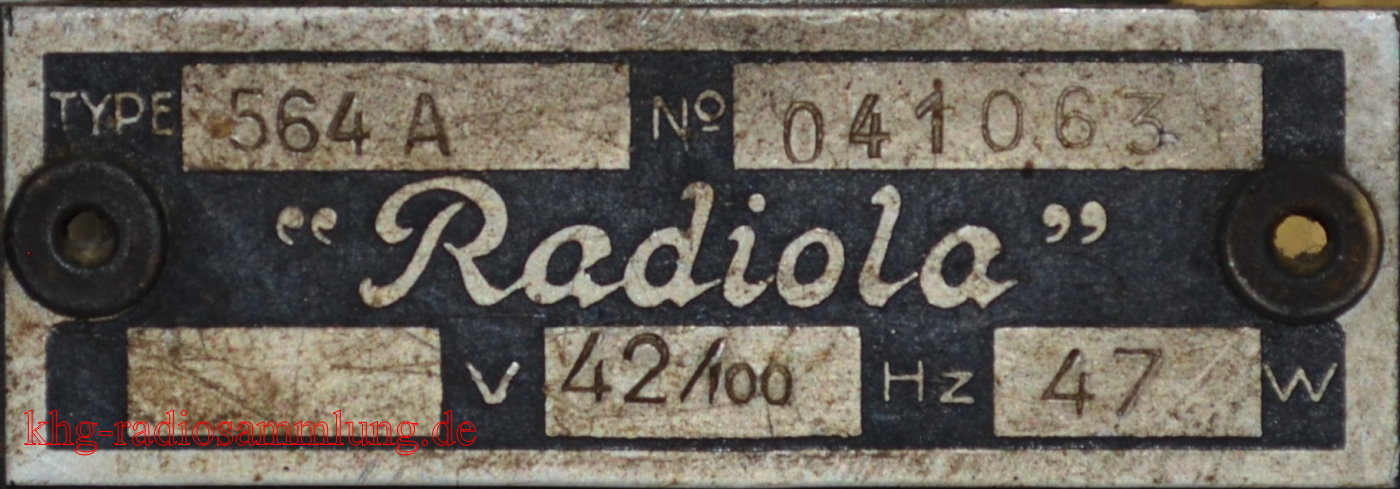 TYPE 564 A Nº 041063
“Radiola”
V 42/100 Hz 47 W
khg-radiosammlung.de